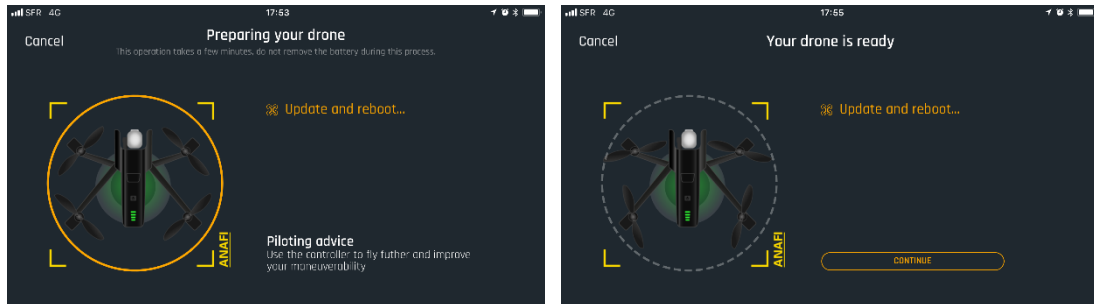 SFR 4G 17:53
Cancel Preparing your drone
This operation takes a few minutes, do not remove the battery during this process.
Update and reboot...
Piloting advice
Use the controller to fly futher and improve
your maneuverability
ANAFI
SFR 4G 17:55
Cancel Your drone is ready
Update and reboot...
ANAFI
CONTINUE